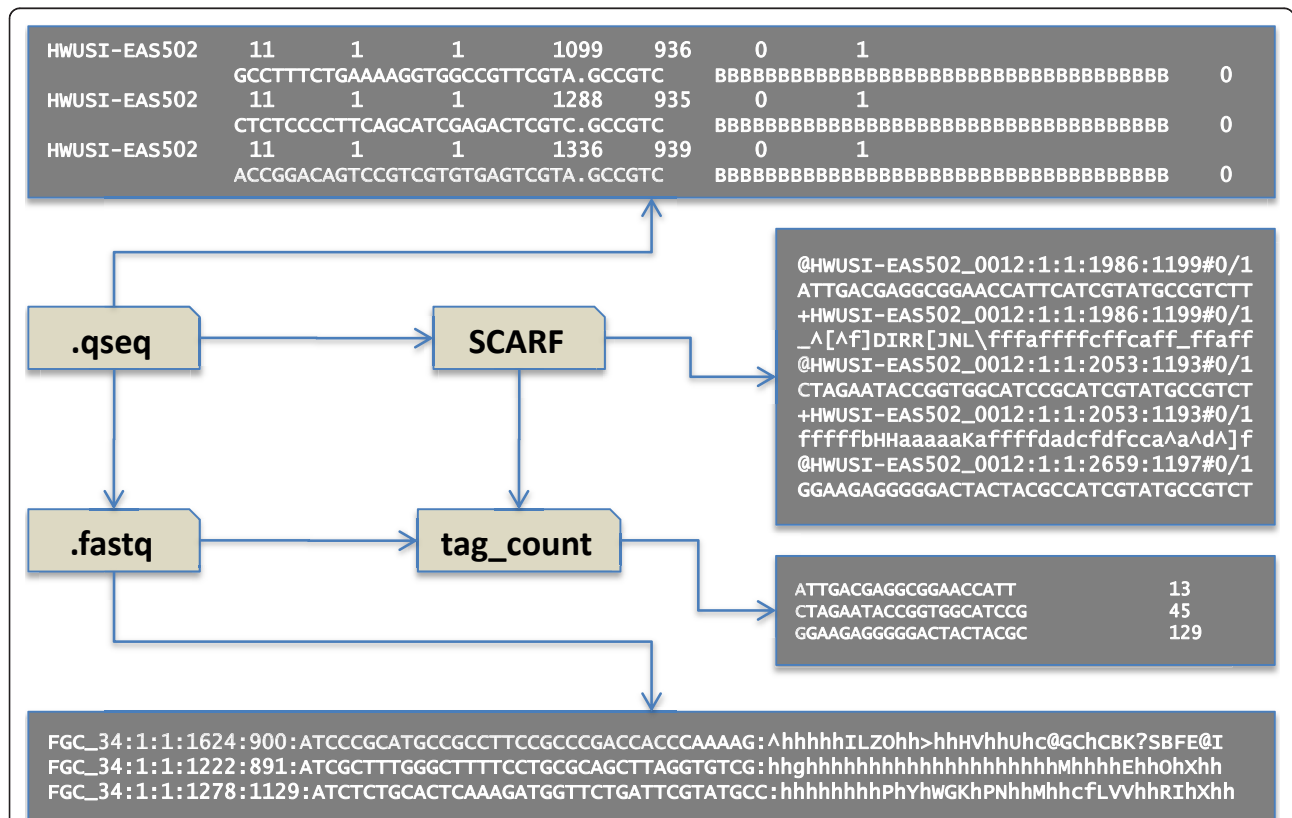 HWUSI-EAS502 11 1 1 1099 936 0 1
GCCTTTCTGAAAAGGTGGCCGTTCGTA.GCCGTC BBBBBBBBBBBBBBBBBBBBBBBBBBBBBBBBBBBB 0
HWUSI-EAS502 11 1 1 1288 935 0 1
CTCTCCCCTTCAGCATCGAGACTCGTC.GCCGTC BBBBBBBBBBBBBBBBBBBBBBBBBBBBBBBBBBBB 0
HWUSI-EAS502 11 1 1 1336 939 0 1
ACCGGACAGTCCGTCGTGTGAGTCGTA.GCCGTC BBBBBBBBBBBBBBBBBBBBBBBBBBBBBBBBBBBB 0
.qseq
SCARF
@HWUSI-EAS502_0012:1:1:1986:1199#0/1
ATTGACGAGGCGGAACCATTCATCGTATGCCGTCTT
+HWUSI-EAS502_0012:1:1:1986:1199#0/1
_^[^f]DIRR[JNL\fffaffffcffcaff_ffaff
@HWUSI-EAS502_0012:1:1:2053:1193#0/1
CTAGAATACCGGTGGCATCCGCATCGTATGCCGTCT
+HWUSI-EAS502_0012:1:1:2053:1193#0/1
fffffbHHaaaaaKaffffdadcfdfcca^a^d^]f
@HWUSI-EAS502_0012:1:1:2659:1197#0/1
GGAAGAGGGGGACTACTACGCCATCGTATGCCGTCT
.fastq
tag_count
ATTGACGAGGCGGAACCATT 13
CTAGAATACCGGTGGCATCCG 45
GGAAGAGGGGGACTACTACGC 129
FGC_34:1:1:1624:900:ATCCCGCATGCCGCCTTCCGCCCGACCACCCAAAAG:^hhhhhILZOhh>hhHVhhUhc@GChCBK?SBFE@I
FGC_34:1:1:1222:891:ATCGCTTTGGGCTTTTCCTGCGCAGCTTAGGTGTCG:hhghhhhhhhhhhhhhhhhhhhhMhhhhEhhOhXhh
FGC_34:1:1:1278:1129:ATCTCTGCACTCAAAGATGGTTCTGATTCGTATGCC:hhhhhhhhPhYhWGKhPNhhMhhcfLVVhhRIhXhh